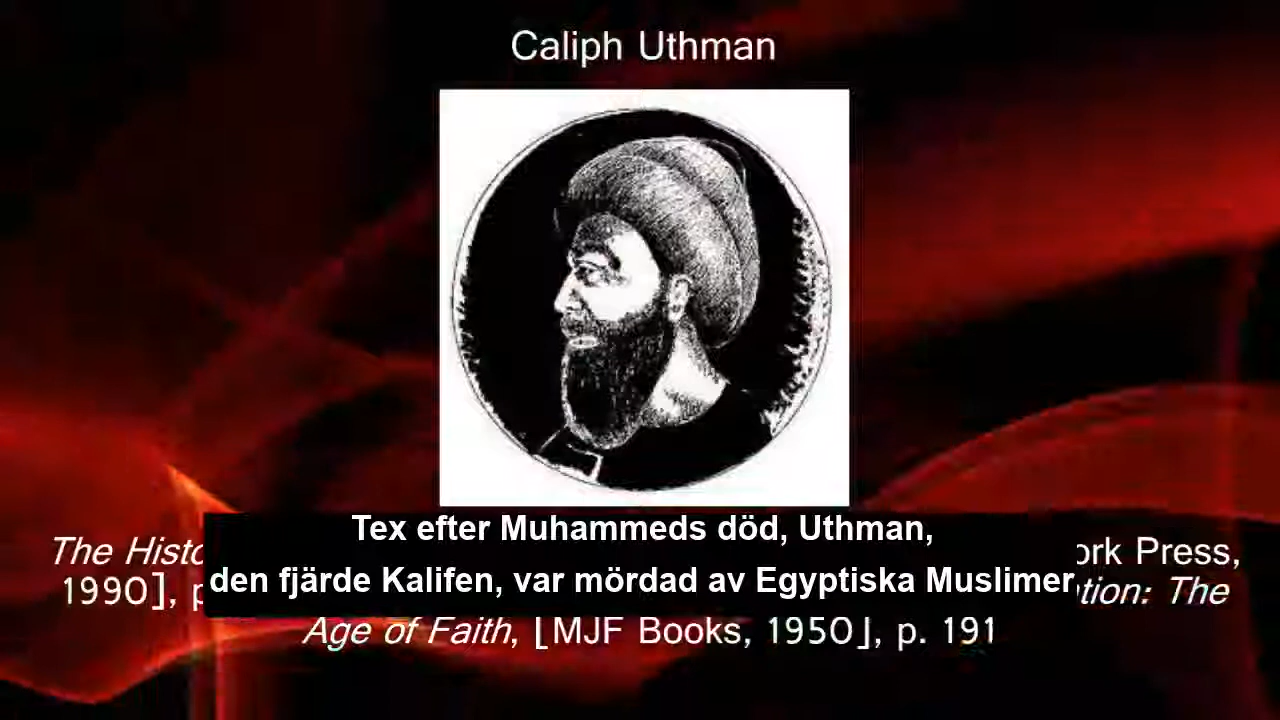 Caliph Uthman
Tex efter Muhammeds död, Uthman,
The Histo ork Press,
den fjärde Kalifen, var mördad av Egyptiska Muslimer
1990], p tion: The
Age of Faith, [MJF Books, 1950], p. 191